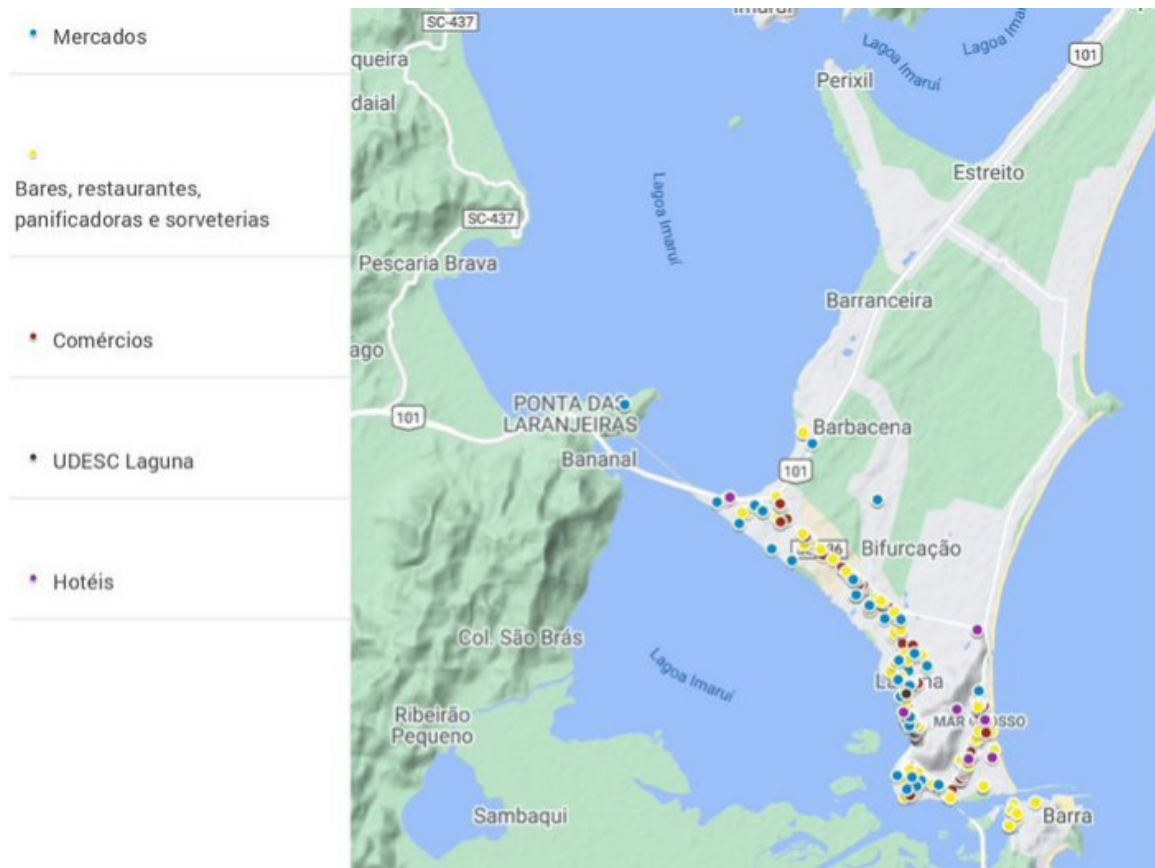 Mercados
Bares, restaurantes,
panificadoras e sorveterias
Comércios
UDESC Laguna
Hotéis
SC-437
queira
daial
Lagoa Imaruí
Lagoa Imaruí
101
Perixil
Estreito
Lagoa Imaruí
SC-437
Pescaria Brava
Barranceira
ago
101
PONTA DAS
LARANJEIRAS
Barbacena
Bananal
101
Bifurcação
Col. São Brás
Lagoa Imaruí
Ribeirão
Pequeno
Sambaqui
Barra